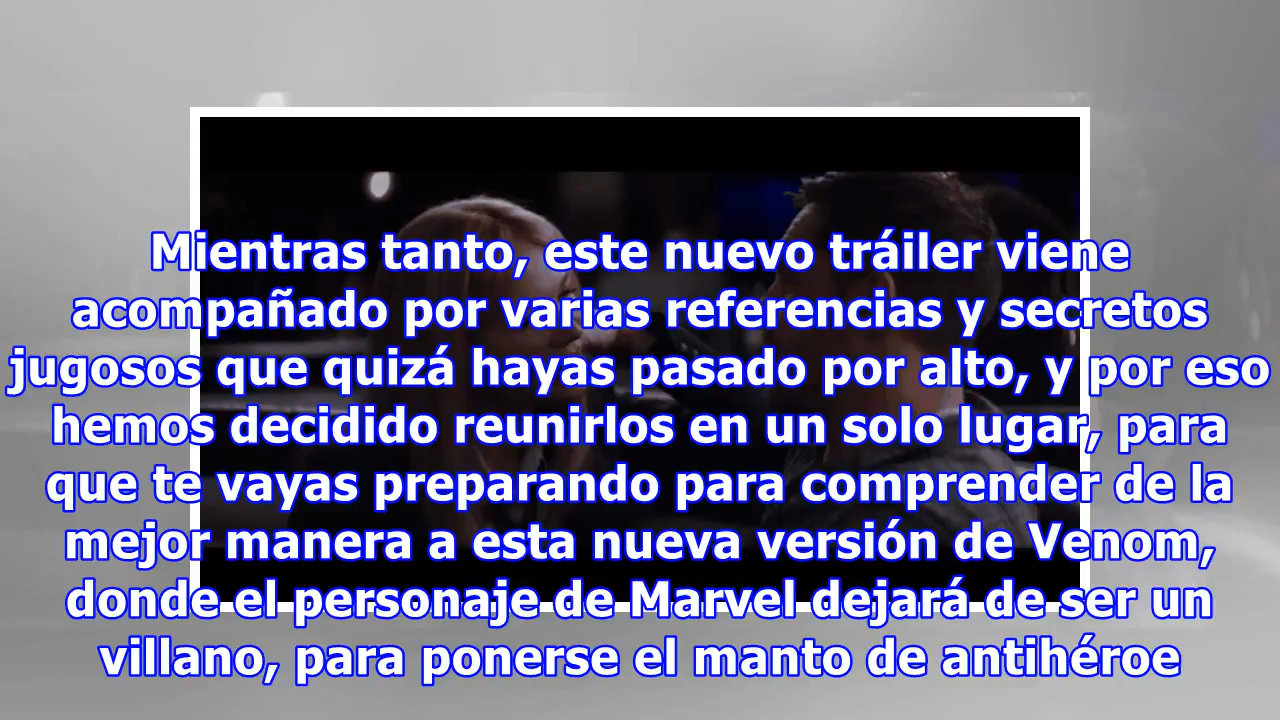 Mientras tanto, este nuevo tráiler viene
acompañado por varias referencias y secretos
jugosos que quizá hayas pasado por alto, y por eso
hemos decidido reunirlos en un solo lugar, para
que te vayas preparando para comprender de la
mejor manera a esta nueva versión de Venom,
donde el personaje de Marvel dejará de ser un
villano, para ponerse el manto de antihéroe